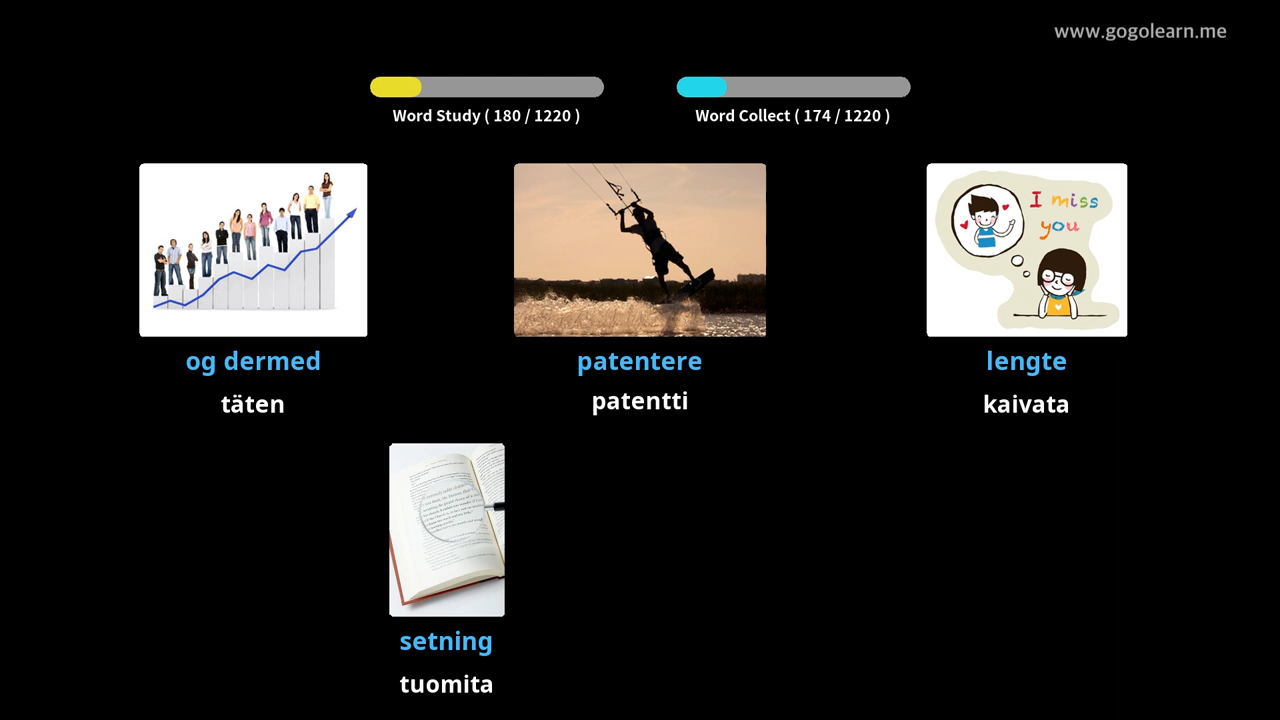 www.gogolearn.me
Word Study ( 180 / 1220 )
Word Collect ( 174 / 1220 )
I miss
you
og dermed
patentere
lengte
täten
patentti
kaivata
setning
tuomita